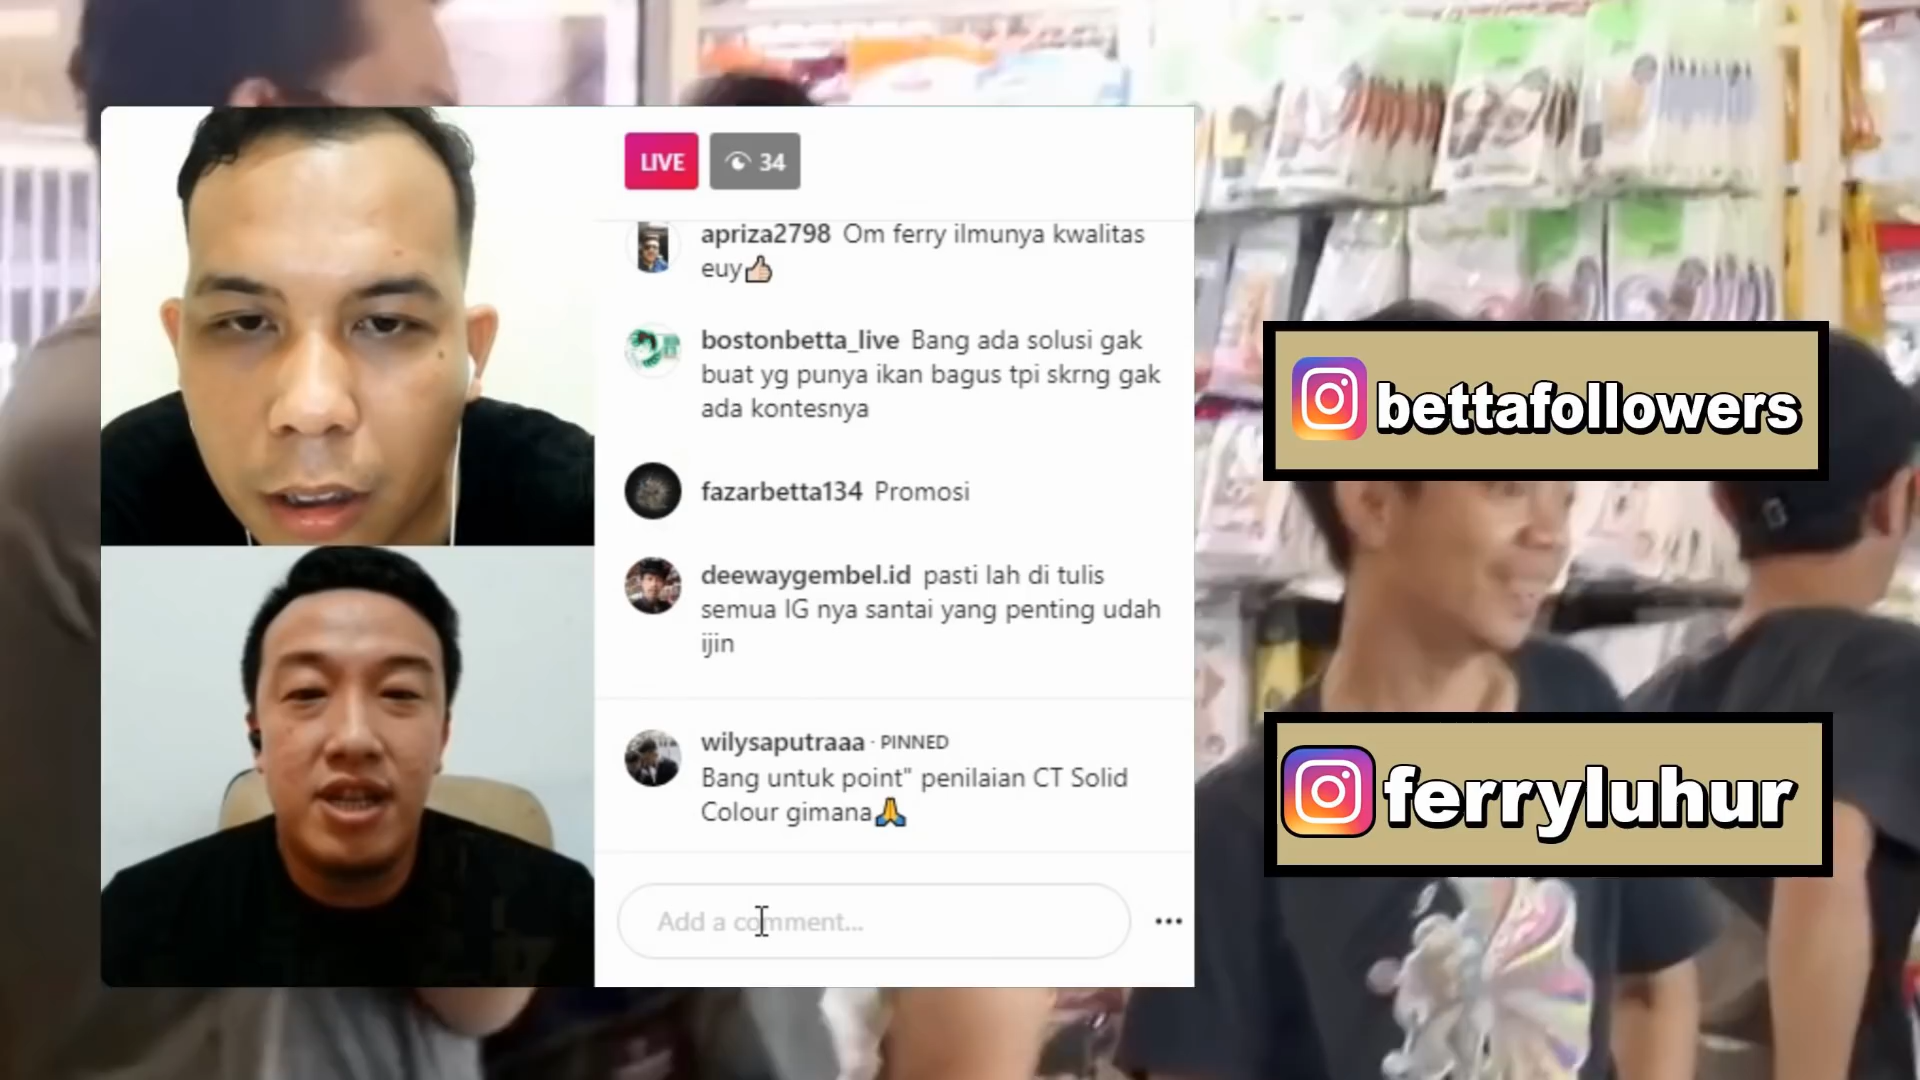 LIVE 34
apriza2798 Om ferry ilmunya kwalitas
euy👍🏻
bostonbetta_live Bang ada solusi gak
buat yg punya ikan bagus tpi skrng gak
ada kontesnya
fazarbetta134 Promosi
deewaygembel.id pasti lah di tulis
semua IG nya santai yang penting udah
ijin
wilysaputraaa · PINNED
Bang untuk point" penilaian CT Solid
Colour gimana🙏
Add a comment...
bettafollowers
ferryluhur